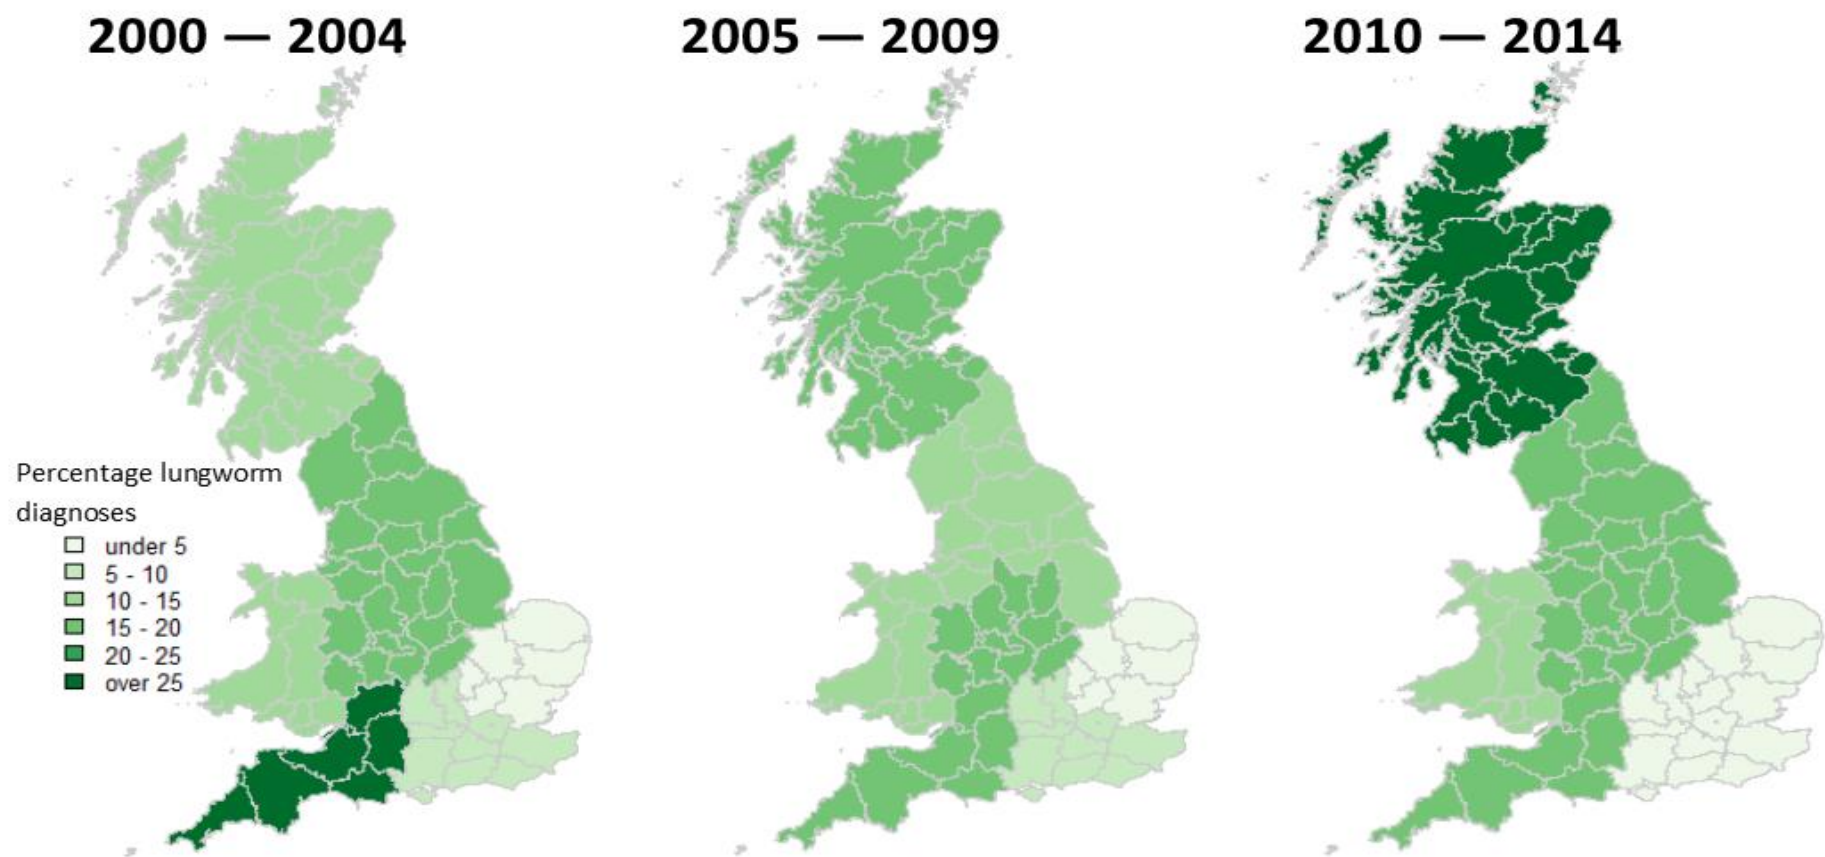 2000 — 2004
2005 — 2009
2010 — 2014
Percentage lungworm
diagnoses
under 5
5 - 10
10 - 15
15 - 20
20 - 25
over 25